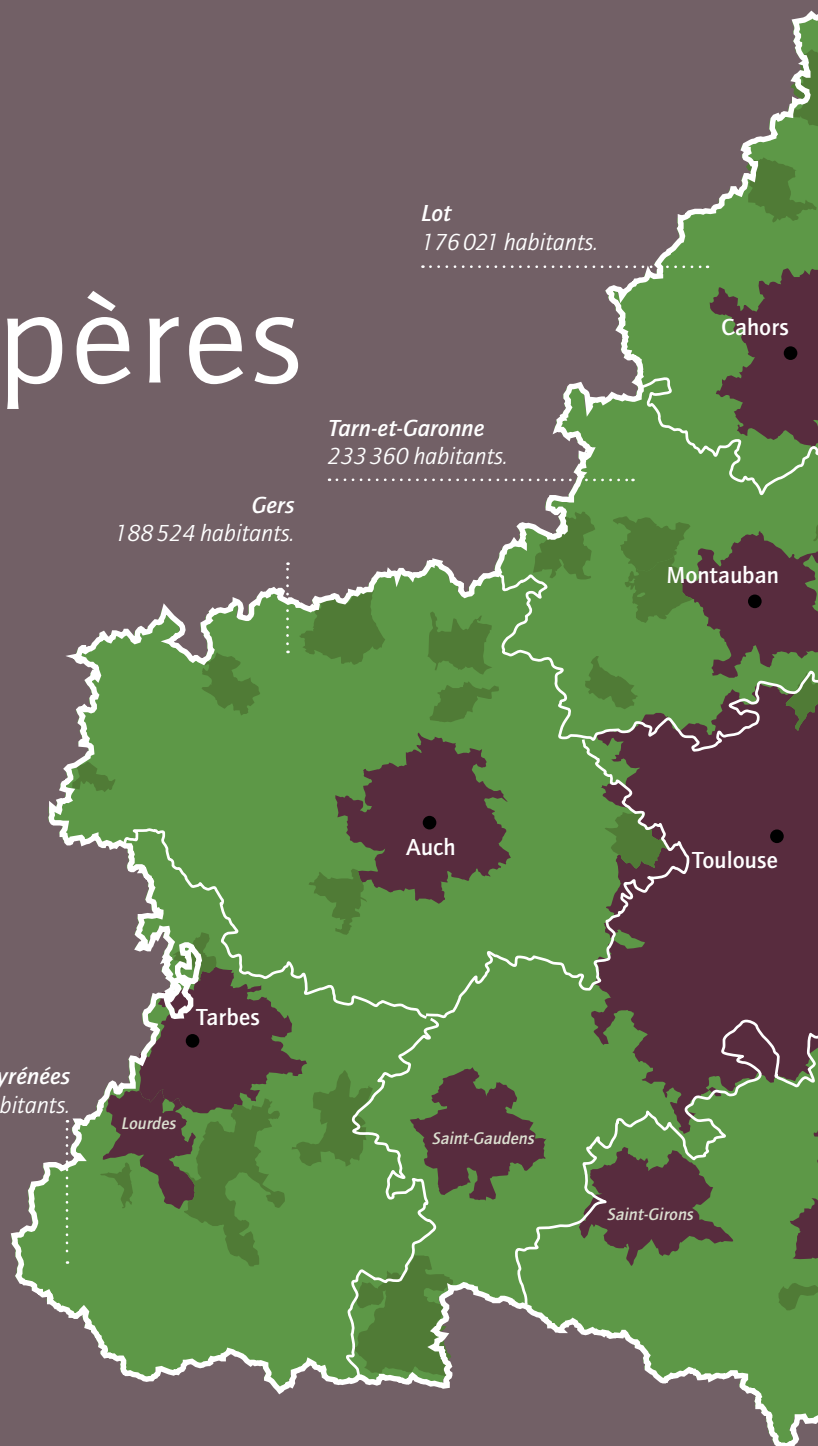 Lot
176 021 habitants.
Cahors
pères
Tarn-et-Garonne
233 360 habitants.
Gers
188 524 habitants.
Montauban
Auch
Toulouse
Tarbes
yrénées
bitants.
Lourdes
Saint-Gaudens
Saint-Girons